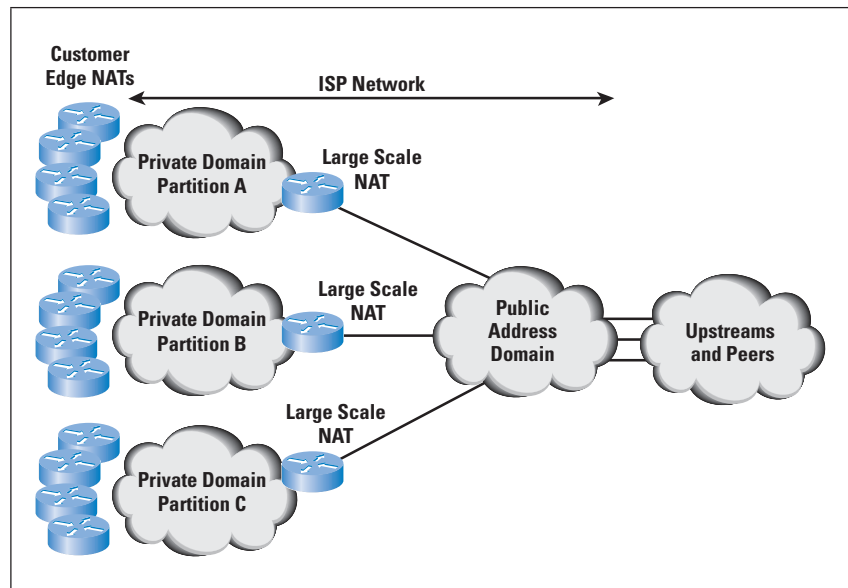 Customer
Edge NATs
ISP Network
Private Domain
Partition A
Large Scale
NAT
Private Domain
Partition B
Large Scale
NAT
Public
Address
Domain
Upstreams
and Peers
Private Domain
Partition C
Large Scale
NAT